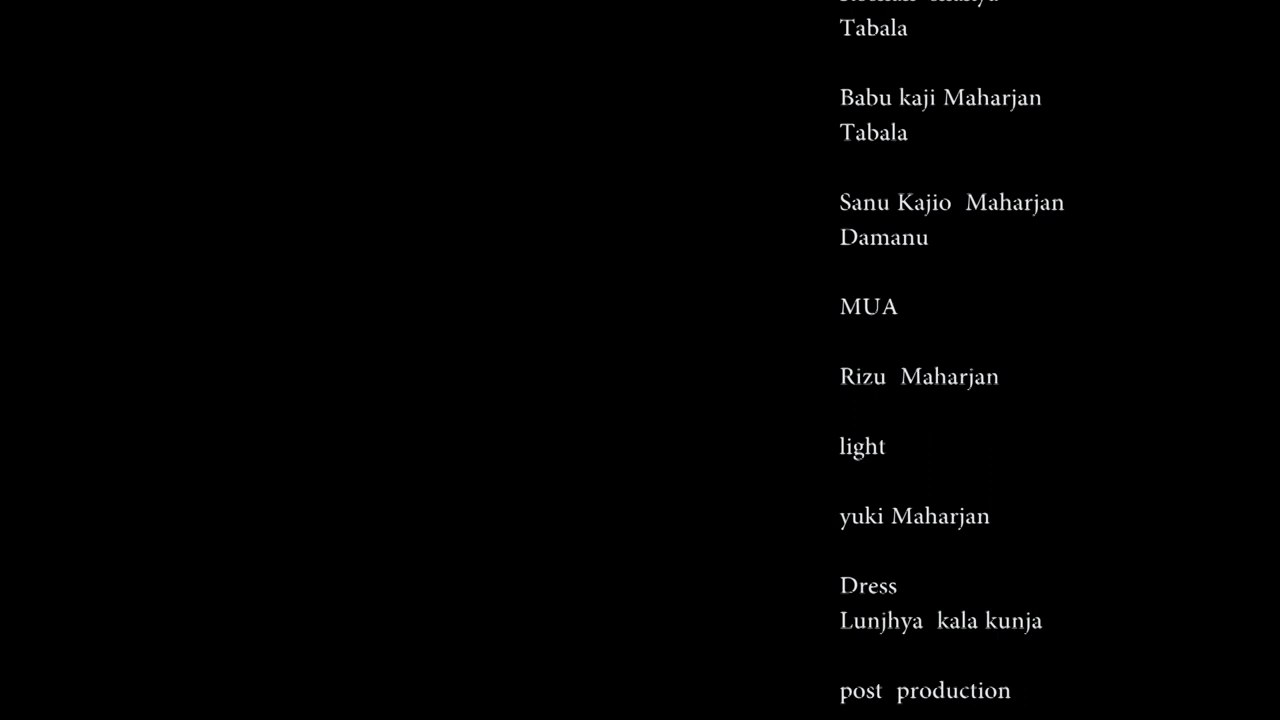 Tabala
Babu kaji Maharjan
Tabala
Sanu Kajio Maharjan
Damanu
MUA
Rizu Maharjan
light
yuki Maharjan
Dress
Lunjhya kala kunja
post production